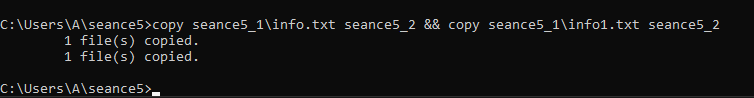 C:\Users\A\seance5>copy seance5_1\info.txt seance5_2 && copy seance5_1\info1.txt seance5_2
        1 file(s) copied.
        1 file(s) copied.
C:\Users\A\seance5>